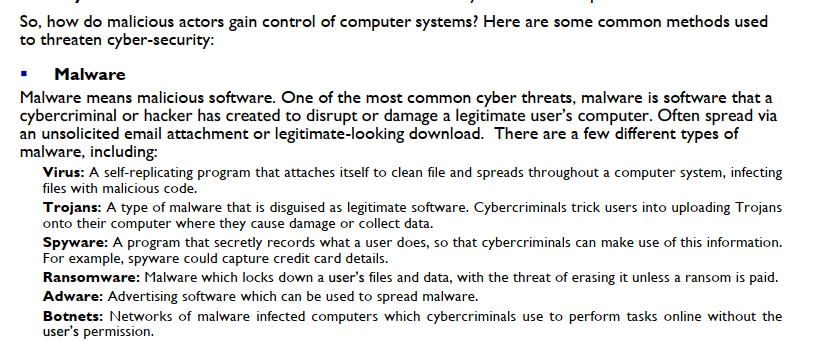 So, how do malicious actors gain control of computer systems? Here are some common methods used
to threaten cyber-security:
▪ Malware
Malware means malicious software. One of the most common cyber threats, malware is software that a
cybercriminal or hacker has created to disrupt or damage a legitimate user's computer. Often spread via
an unsolicited email attachment or legitimate-looking download. There are a few different types of
malware, including:
Virus: A self-replicating program that attaches itself to clean file and spreads throughout a computer system, infecting
files with malicious code.
Trojans: A type of malware that is disguised as legitimate software. Cybercriminals trick users into uploading Trojans
onto their computer where they cause damage or collect data.
Spyware: A program that secretly records what a user does, so that cybercriminals can make use of this information.
For example, spyware could capture credit card details.
Ransomware: Malware which locks down a user's files and data, with the threat of erasing it unless a ransom is paid.
Adware: Advertising software which can be used to spread malware.
Botnets: Networks of malware infected computers which cybercriminals use to perform tasks online without the
user's permission.